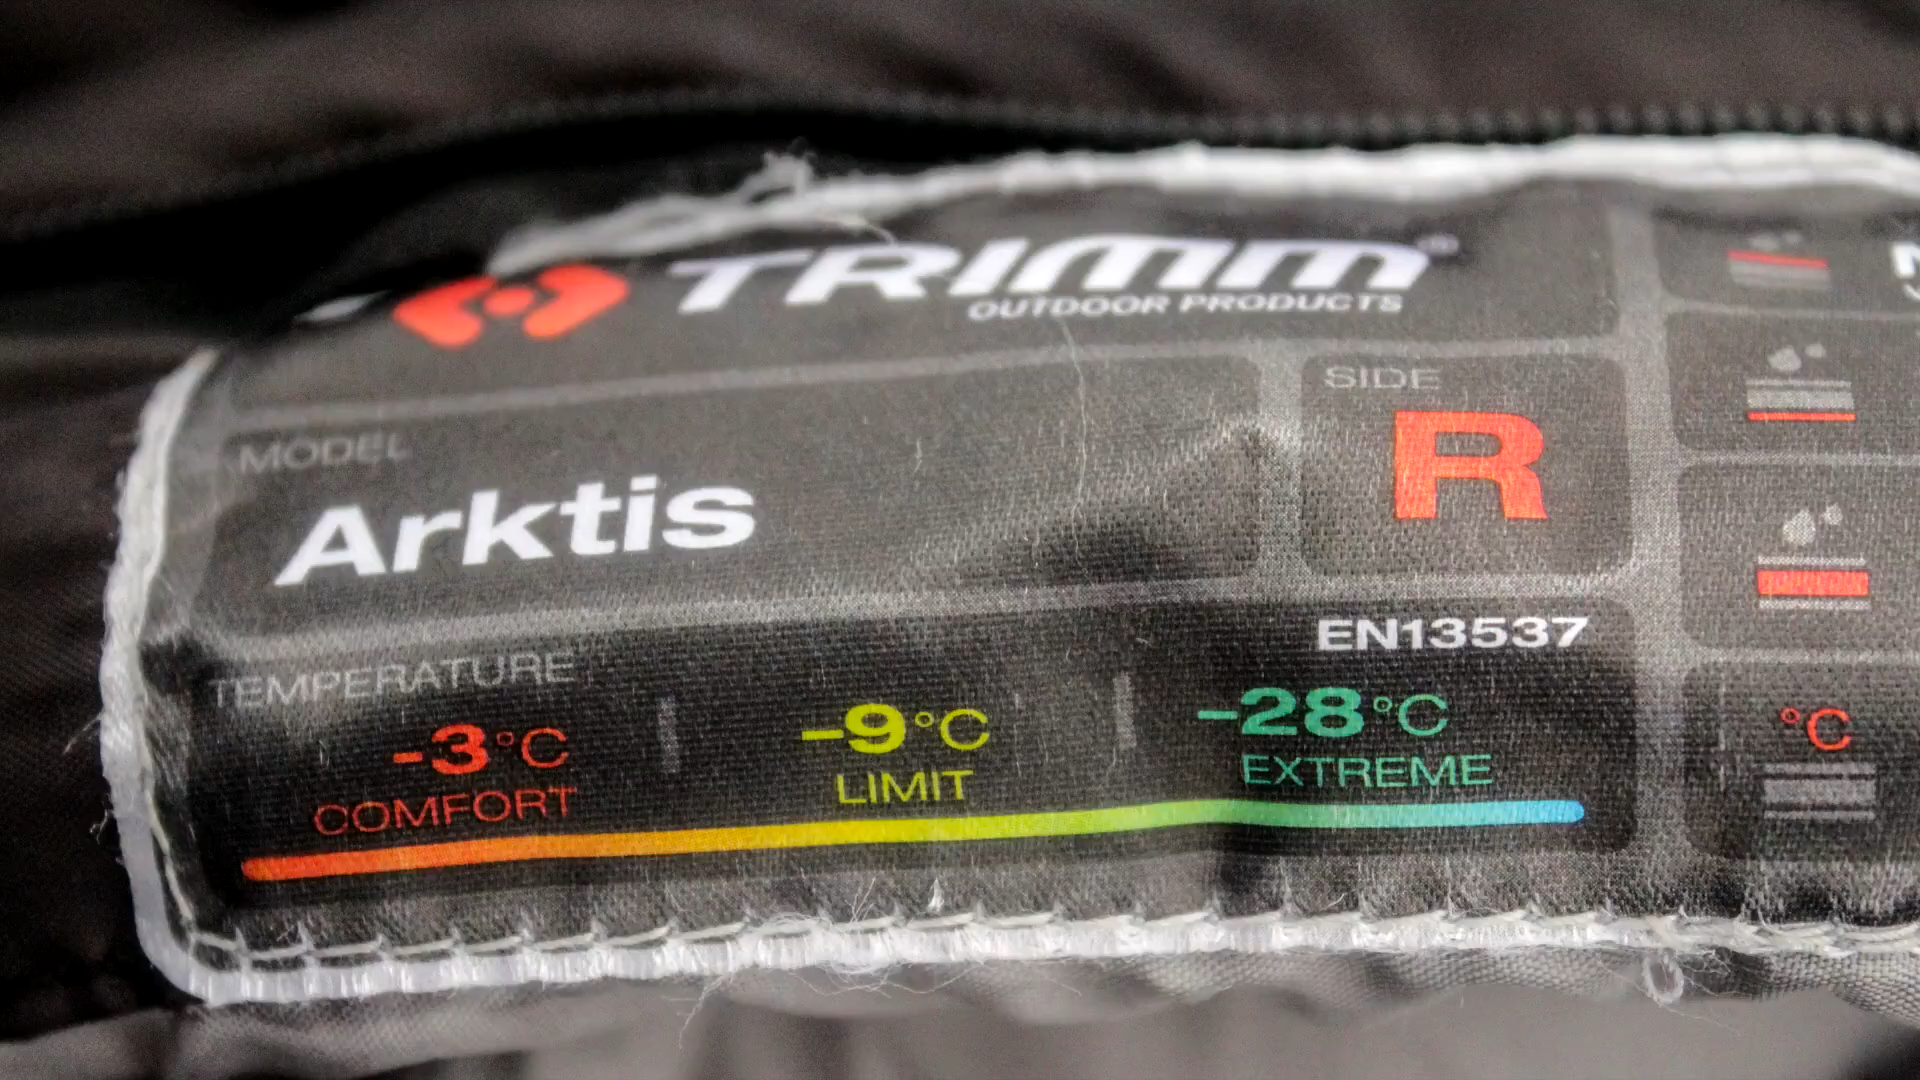 TRIMM®
OUTDOOR PRODUCTS
MODEL
Arktis
SIDE
R
TEMPERATURE
EN13537
-3°C
COMFORT
-9°C
LIMIT
-28°C
EXTREME
°C